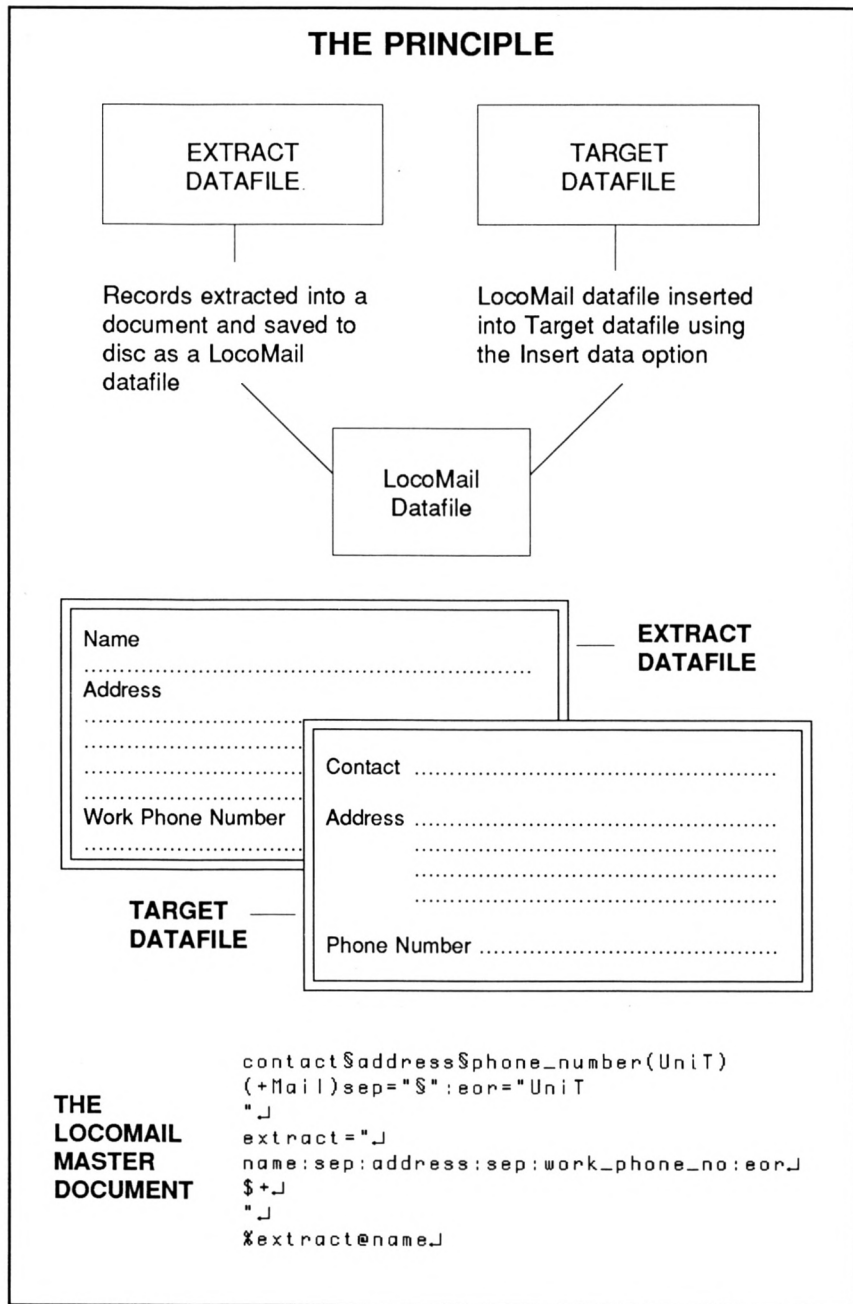 THE PRINCIPLE
EXTRACT
DATAFILE
TARGET
DATAFILE
Records extracted into a
document and saved to
disc as a LocoMail
datafile
LocoMail datafile inserted
into Target datafile using
the Insert data option
LocoMail
Datafile
Name
Address
Work Phone Number
EXTRACT
DATAFILE
Contact
Address
Phone Number
TARGET
DATAFILE
THE
LOCOMAIL
MASTER
DOCUMENT
contact§address§phone_number(UniT)
(+Mail)sep="§":eor="UniT
"↵
extract="↵
name:sep:address:sep:work_phone_no:eor↵
$+↵
"↵
%extract@name↵